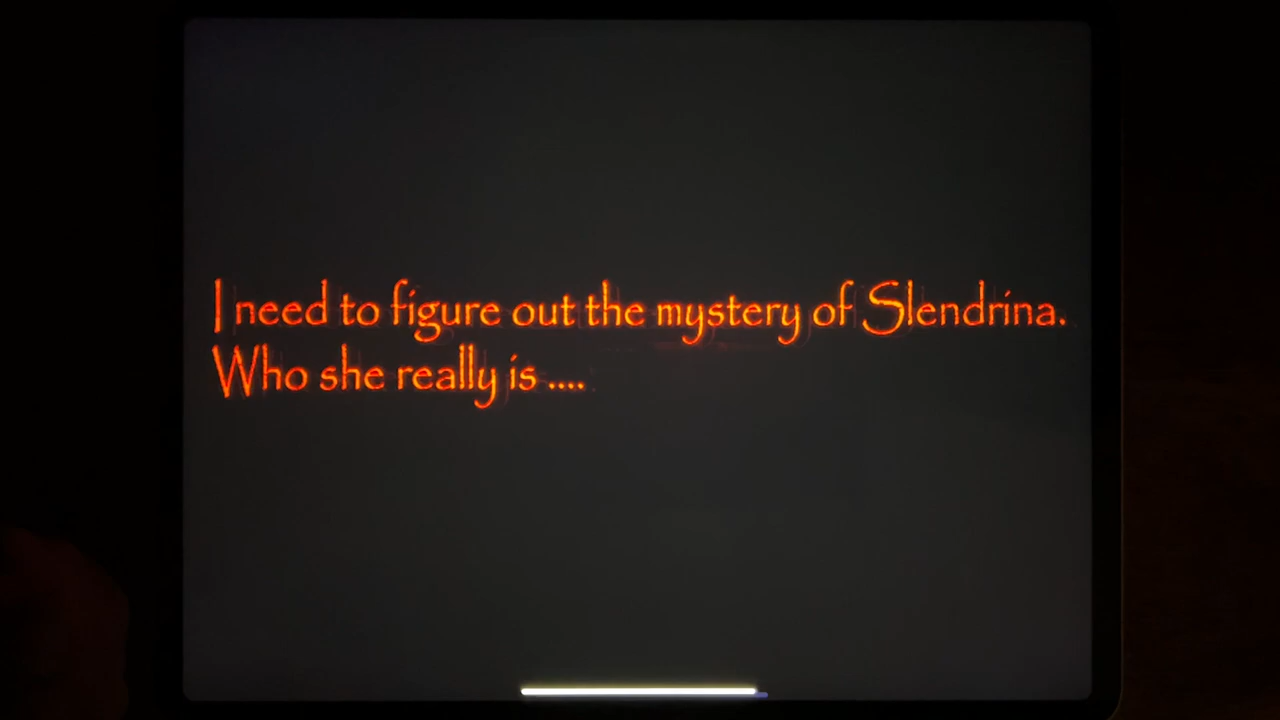 I need to figure out the mystery of Slendrina.
Who she really is ....